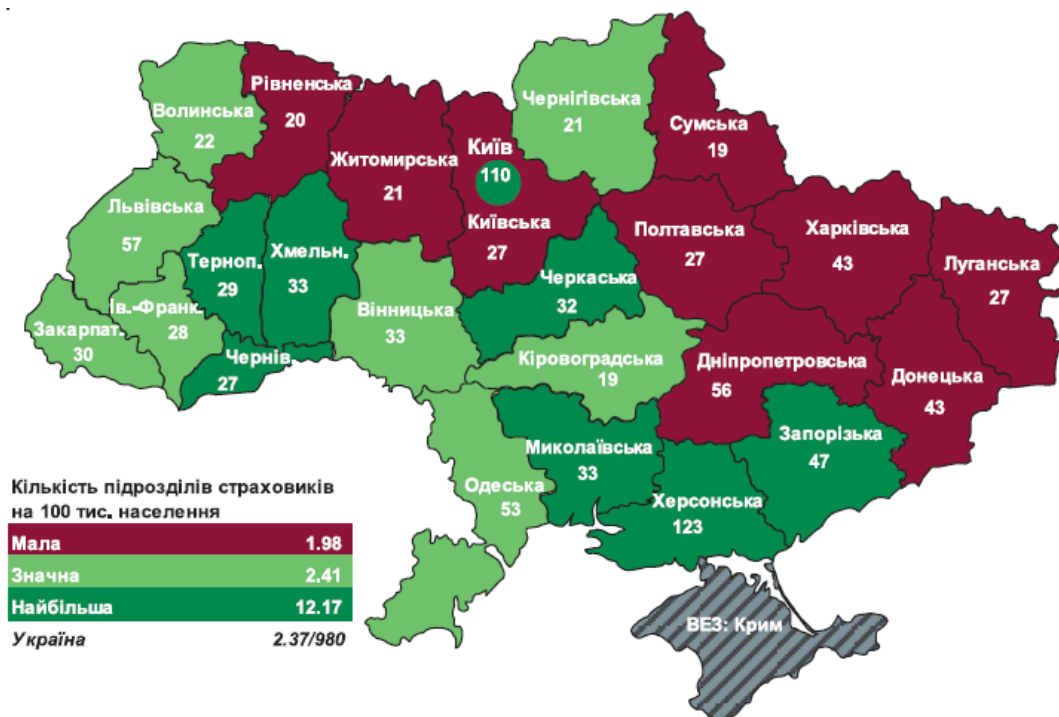 Рівненська
20
Волинська
22
Чернігівська
21
Сумська
19
Житомирська
21
Київ
110
Київська
27
Львівська
57
Терноп.
29
Хмельн.
33
Полтавська
27
Харківська
43
Луганська
27
Черкаська
32
Ів.-Франк.
28
Закарпат.
30
Вінницька
33
Чернів.
27
Кіровоградська
19
Дніпропетровська
56
Донецька
43
Запорізька
47
Миколаївська
33
Одеська
53
Херсонська
123
ВЕЗ: Крим
Кількість підрозділів страховиків
на 100 тис. населення
Мала 1.98
Значна 2.41
Найбільша 12.17
Україна 2.37/980